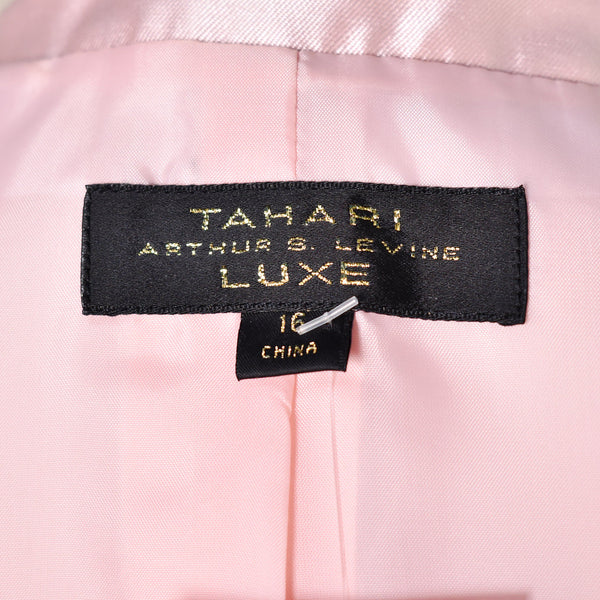 TAHARI
ARTHUR S. LEVINE
LUXE
16
CHINA